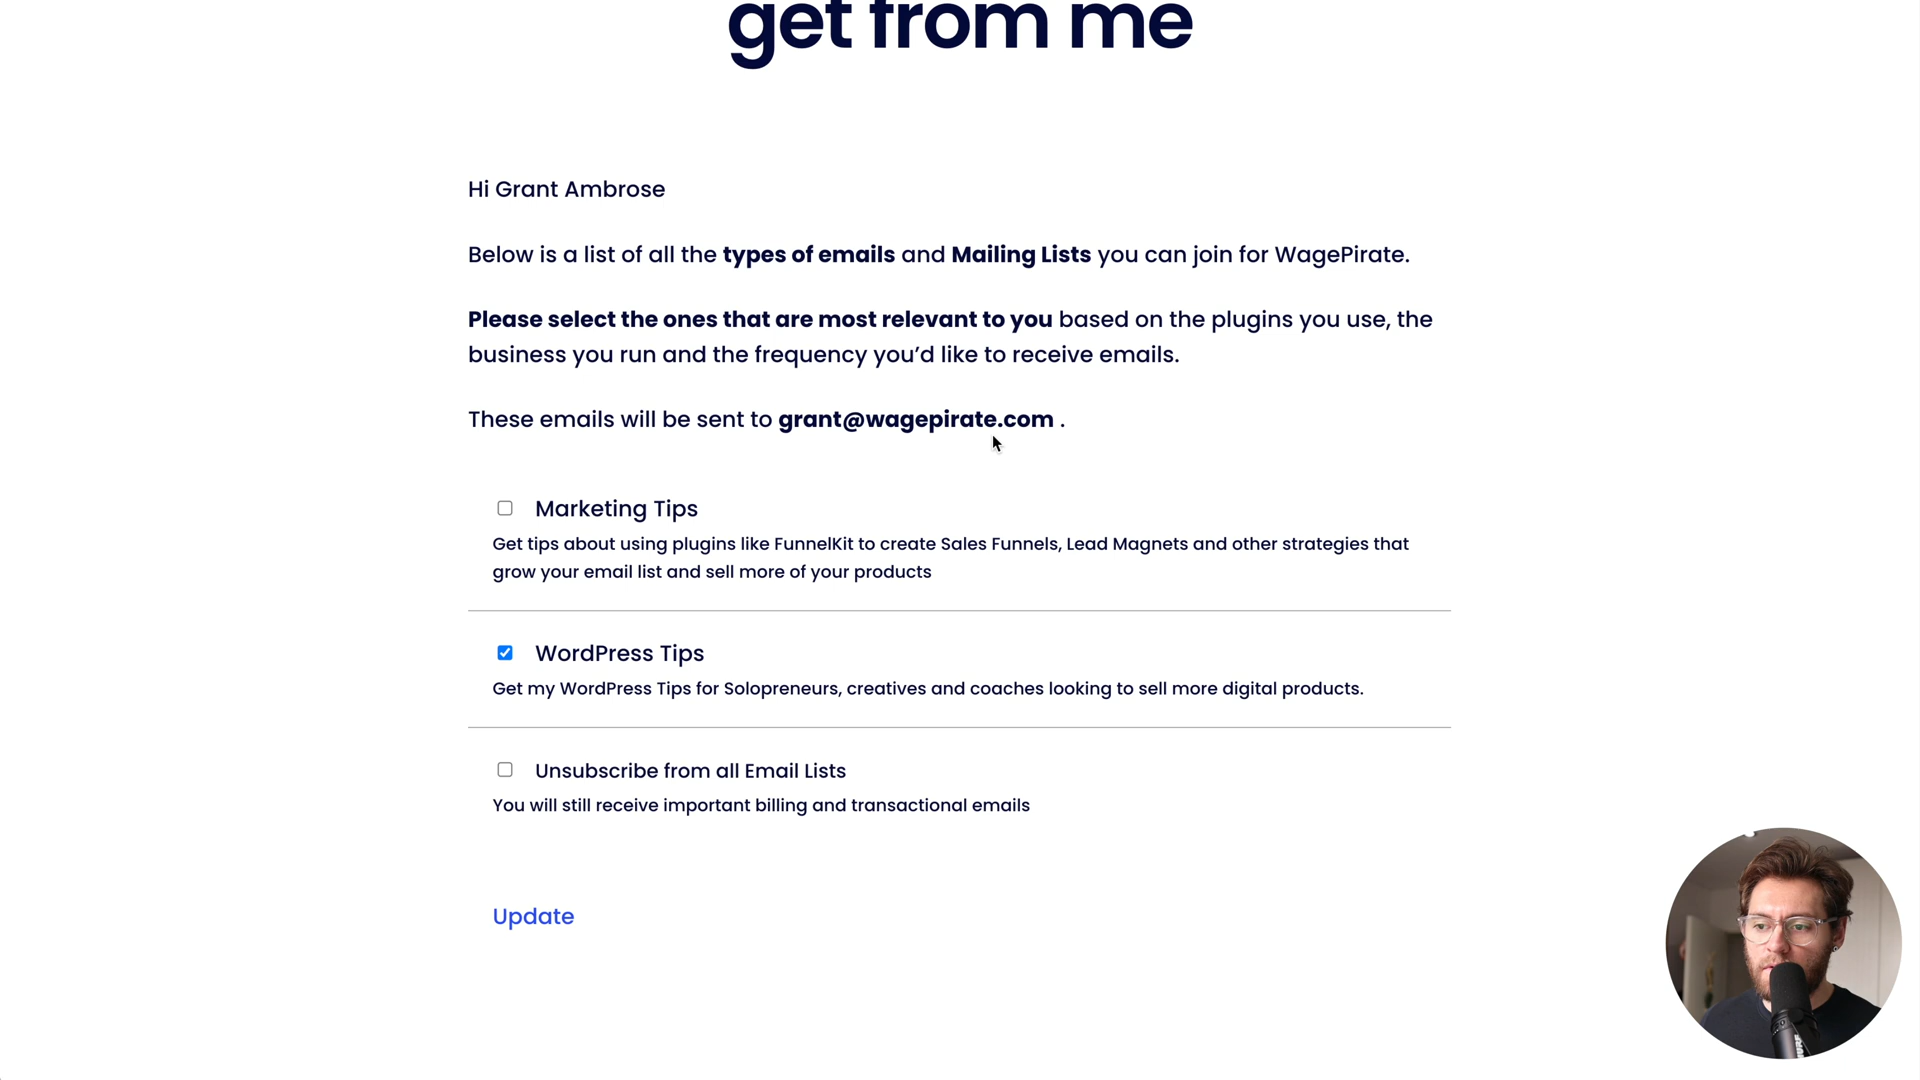 get from me
Hi Grant Ambrose
Below is a list of all the types of emails and Mailing Lists you can join for WagePirate.
Please select the ones that are most relevant to you based on the plugins you use, the
business you run and the frequency you’d like to receive emails.
These emails will be sent to grant@wagepirate.com .
Marketing Tips
Get tips about using plugins like FunnelKit to create Sales Funnels, Lead Magnets and other strategies that
grow your email list and sell more of your products
WordPress Tips
Get my WordPress Tips for Solopreneurs, creatives and coaches looking to sell more digital products.
Unsubscribe from all Email Lists
You will still receive important billing and transactional emails
Update